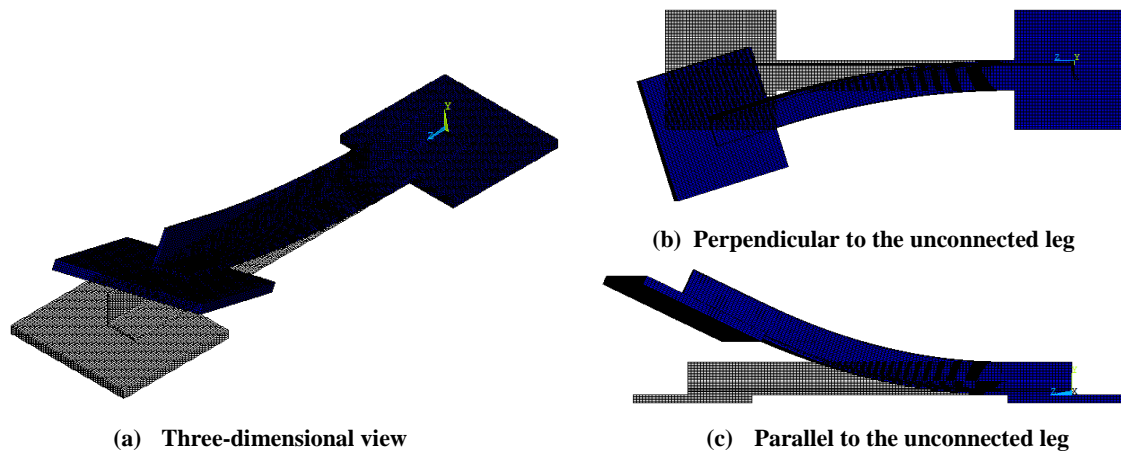 Y
Z
(a) Three-dimensional view
Z Y
(b) Perpendicular to the unconnected leg
Z X
(c) Parallel to the unconnected leg